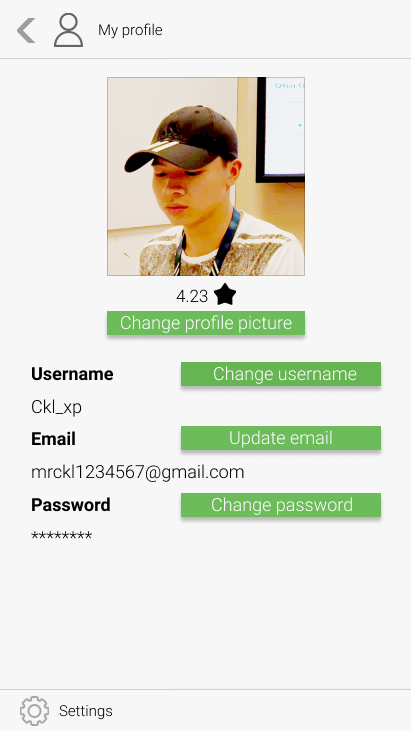 My profile
4.23
Change profile picture
Username
Change username
Ckl_xp
Email
Update email
mrckl1234567@gmail.com
Password
Change password
********
Settings